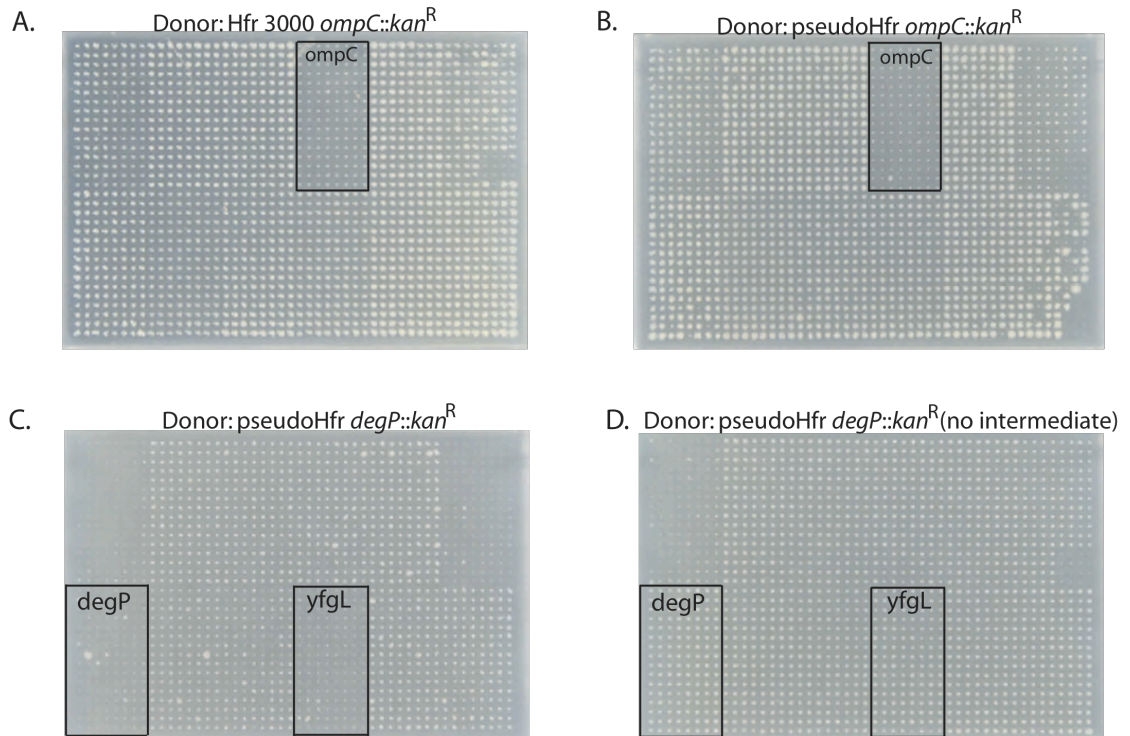 A.
Donor: Hfr 3000 ompC::kanR
ompC
B.
Donor: pseudoHfr ompC::kanR
ompC
C.
Donor: pseudoHfr degP::kanR
degP
yfgL
D.
Donor: pseudoHfr degP::kanR (no intermediate)
degP
yfgL